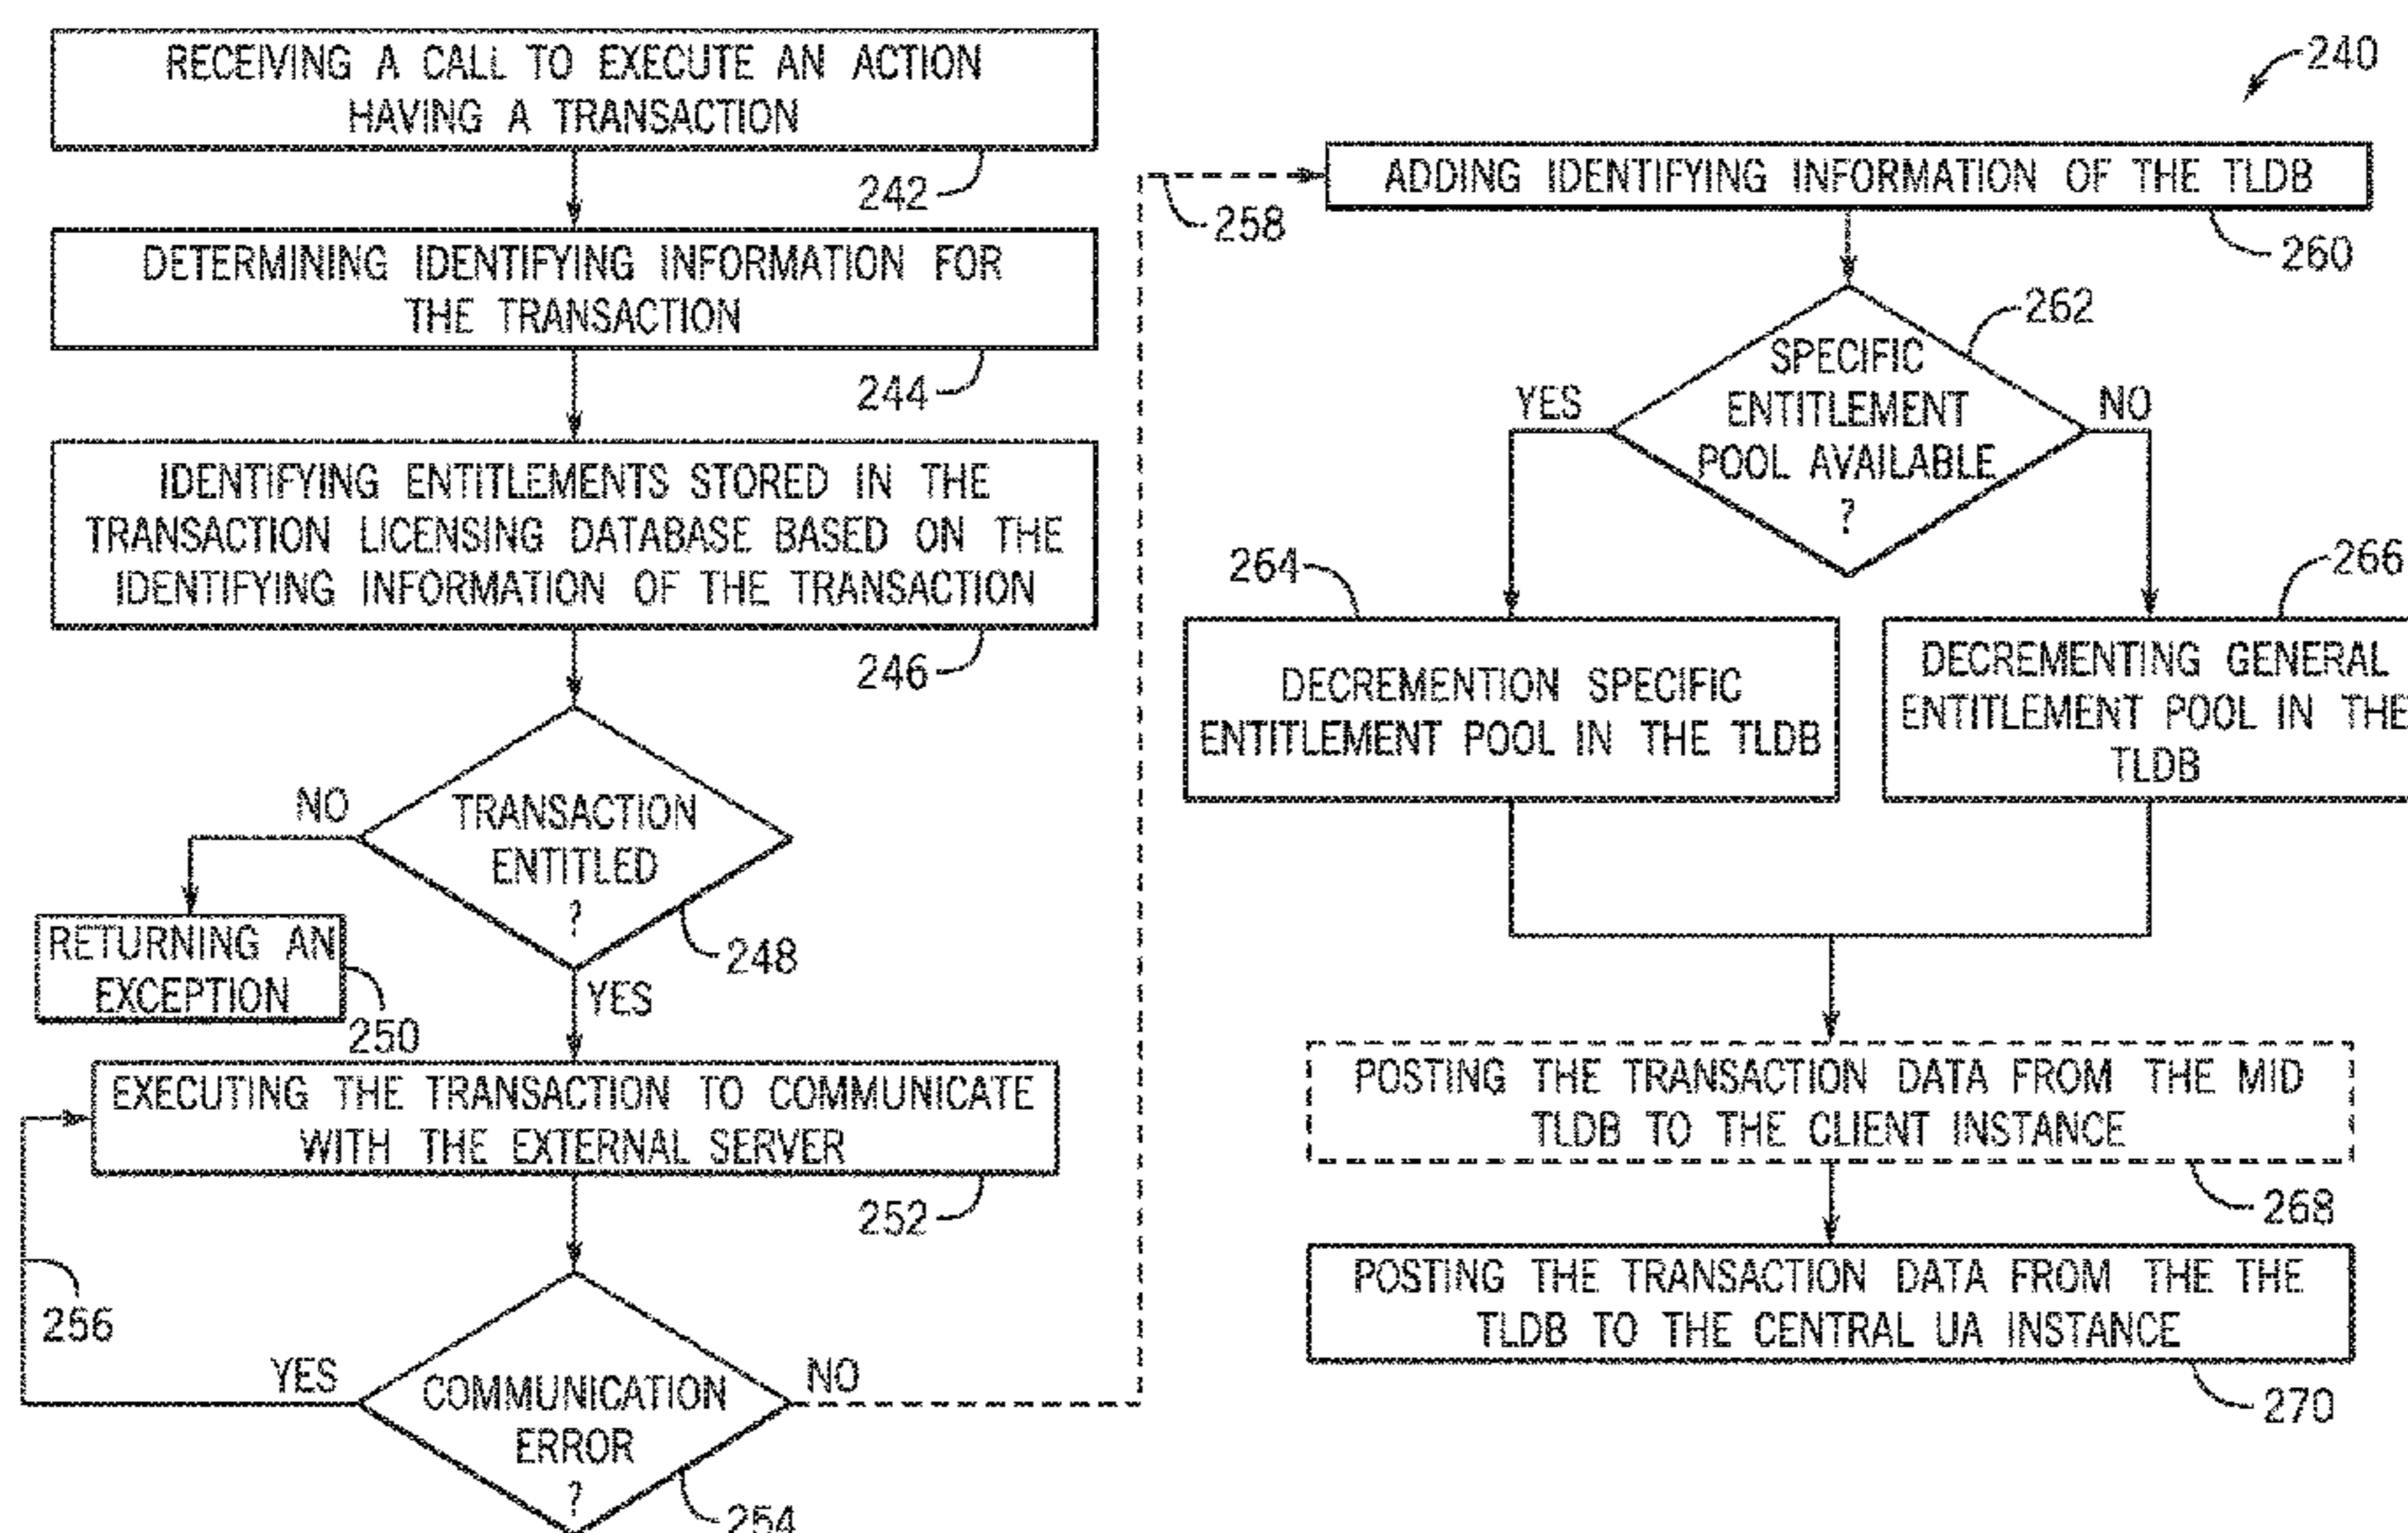 RECEIVING A CALL TO EXECUTE AN ACTION
HAVING A TRANSACTION
242
DETERMINING IDENTIFYING INFORMATION FOR
THE TRANSACTION
244
IDENTIFYING ENTITLEMENTS STORED IN THE
TRANSACTION LICENSING DATABASE BASED ON THE
IDENTIFYING INFORMATION OF THE TRANSACTION
246
NO
TRANSACTION
ENTITLED
?
248
RETURNING AN
EXCEPTION
250
YES
EXECUTING THE TRANSACTION TO COMMUNICATE
WITH THE EXTERNAL SERVER
252
256
YES
COMMUNICATION
ERROR
?
NO
254
240
258
ADDING IDENTIFYING INFORMATION OF THE TLDB
260
262
SPECIFIC
ENTITLEMENT
POOL AVAILABLE
?
YES
NO
264
DECREMENTION SPECIFIC
ENTITLEMENT POOL IN THE TLDB
266
DECREMENTING GENERAL
ENTITLEMENT POOL IN THE
TLDB
POSTING THE TRANSACTION DATA FROM THE MID
TLDB TO THE CLIENT INSTANCE
268
POSTING THE TRANSACTION DATA FROM THE THE
TLDB TO THE CENTRAL UA INSTANCE
270